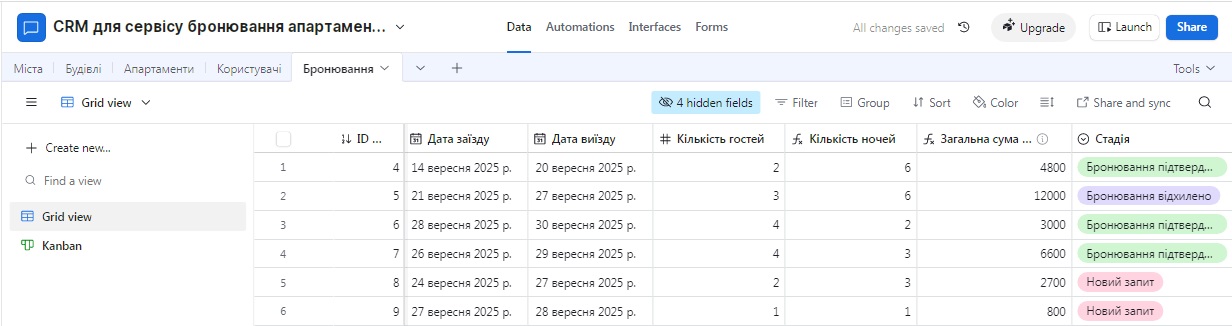 CRM для сервісу бронювання апартамен...
Data Automations Interfaces Forms
All changes saved Upgrade Launch Share
Міста Будівлі Апартаменти Користувачі Бронювання Tools
Grid view 4 hidden fields Filter Group Sort Color Share and sync
Create new...
Find a view
Grid view
Kanban
ID ... Дата заїзду Дата виїзду Кількість гостей Кількість ночей Загальна сума ... Стадія
1 4 14 вересня 2025 р. 20 вересня 2025 р. 2 6 4800 Бронювання підтверд...
2 5 21 вересня 2025 р. 27 вересня 2025 р. 3 6 12000 Бронювання відхилено
3 6 28 вересня 2025 р. 30 вересня 2025 р. 4 2 3000 Бронювання підтверд...
4 7 26 вересня 2025 р. 29 вересня 2025 р. 4 3 6600 Бронювання підтверд...
5 8 24 вересня 2025 р. 27 вересня 2025 р. 2 3 2700 Новий запит
6 9 27 вересня 2025 р. 28 вересня 2025 р. 1 1 800 Новий запит